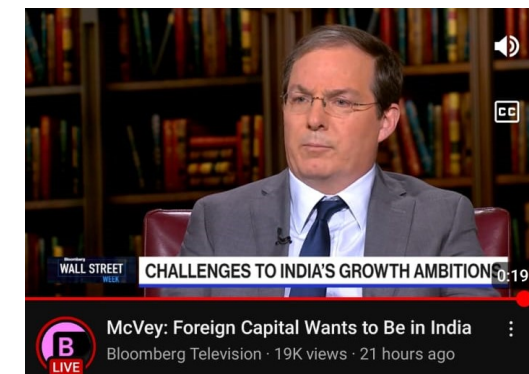 CC
Bloomberg
WALL STREET
WEEK
CHALLENGES TO INDIA'S GROWTH AMBITIONS
0:19
B
LIVE
McVey: Foreign Capital Wants to Be in India
Bloomberg Television · 19K views · 21 hours ago